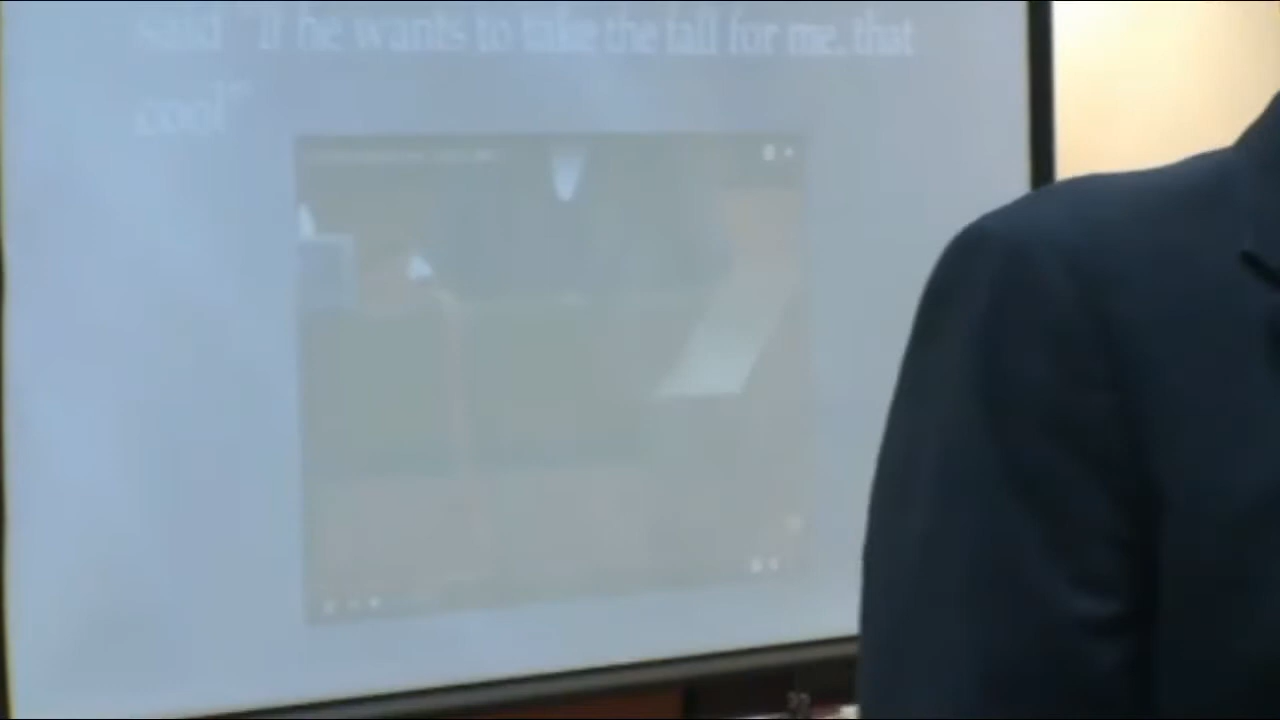 said "If he wants to take the fall for me, that
cool"